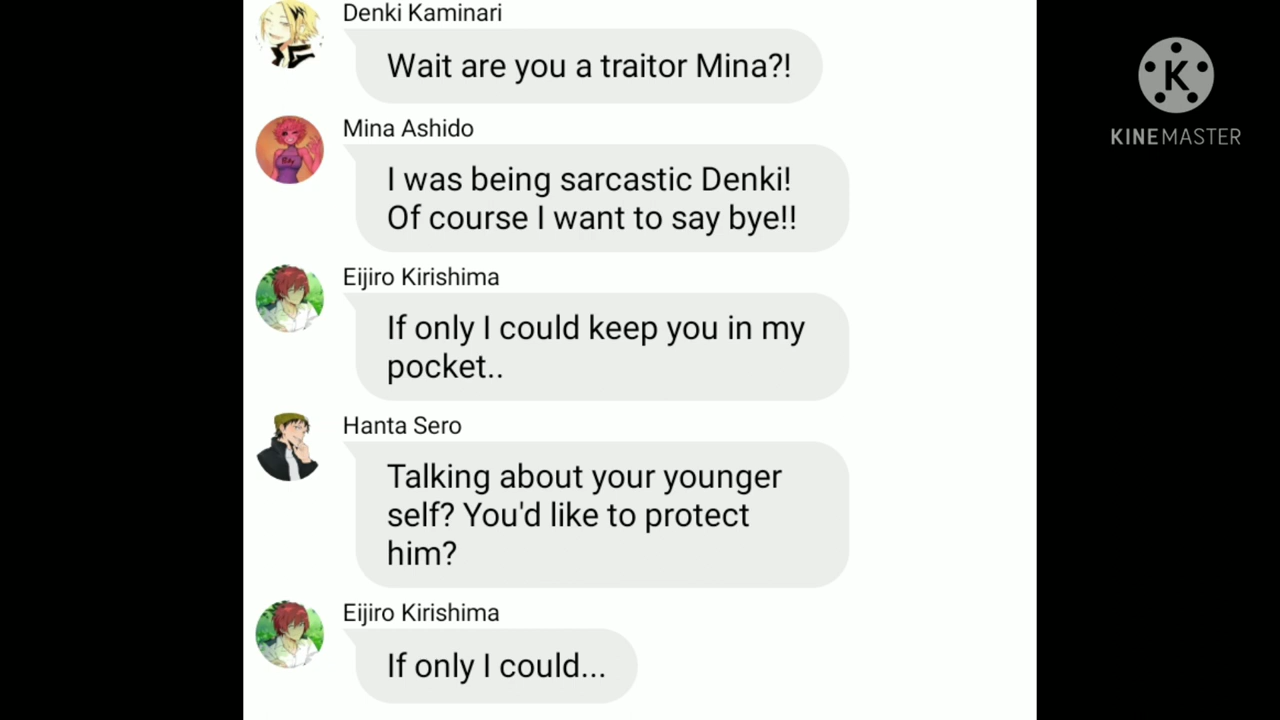 Denki Kaminari
Wait are you a traitor Mina?!
Mina Ashido
I was being sarcastic Denki!
Of course I want to say bye!!
Eijiro Kirishima
If only I could keep you in my
pocket..
Hanta Sero
Talking about your younger
self? You'd like to protect
him?
Eijiro Kirishima
If only I could...
K
KINEMASTER